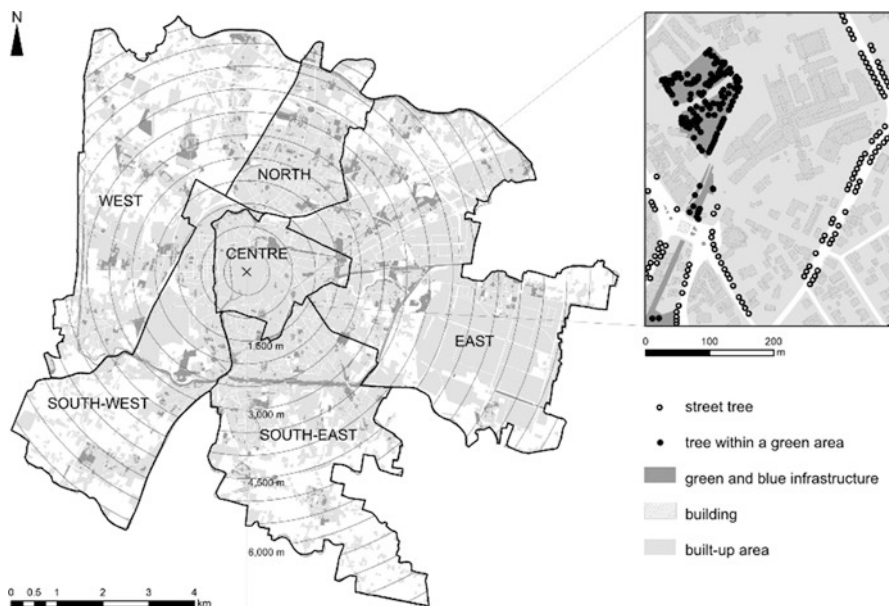 N
WEST
NORTH
CENTRE
EAST
SOUTH-WEST
SOUTH-EAST
1,500 m
3,000 m
4,500 m
6,000 m
0 0.5 1 2 3 4
km
0 100 200
m
street tree
tree within a green area
green and blue infrastructure
building
built-up area